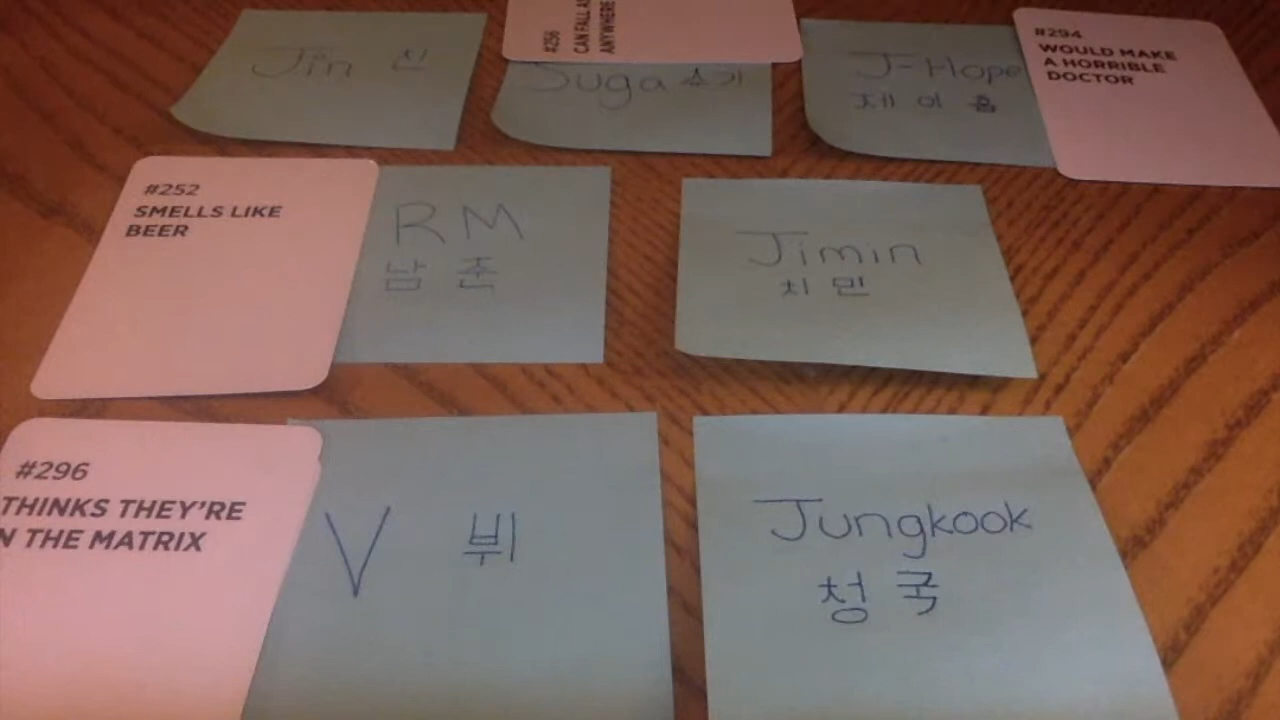 Jin 진
#256
CAN FALL AS
ANYWHERE
Suga 슈가
J-Hope
제이홉
#294
WOULD MAKE
A HORRIBLE
DOCTOR
#252
SMELLS LIKE
BEER
RM
남준
Jimin
지민
#296
THINKS THEY'RE
N THE MATRIX
V 뷔
Jungkook
정국